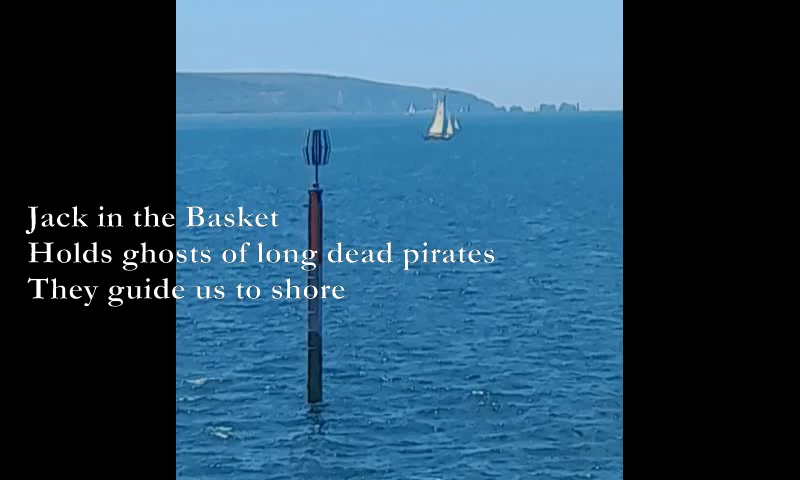 Jack in the Basket
Holds ghosts of long dead pirates
They guide us to shore